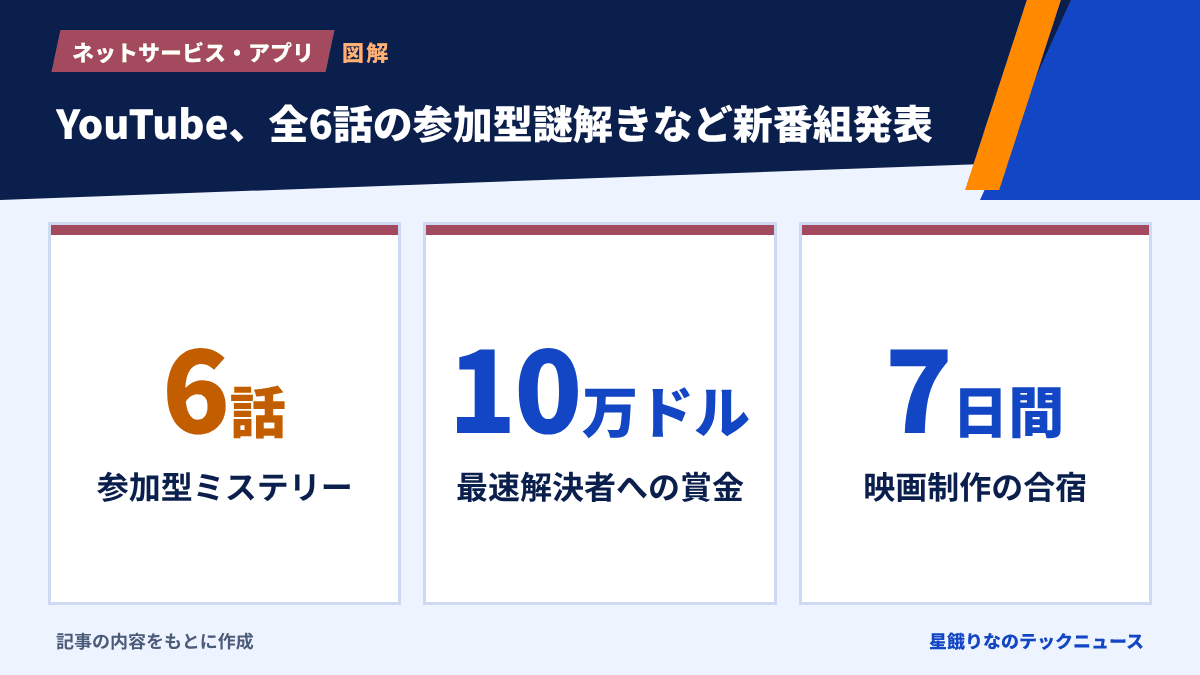 ネットサービス・アプリ 図解
YouTube、全6話の参加型謎解きなど新番組発表
6話
参加型ミステリー
10万ドル
最速解決者への賞金
7日間
映画制作の合宿
記事の内容をもとに作成
星餓りなのテックニュース